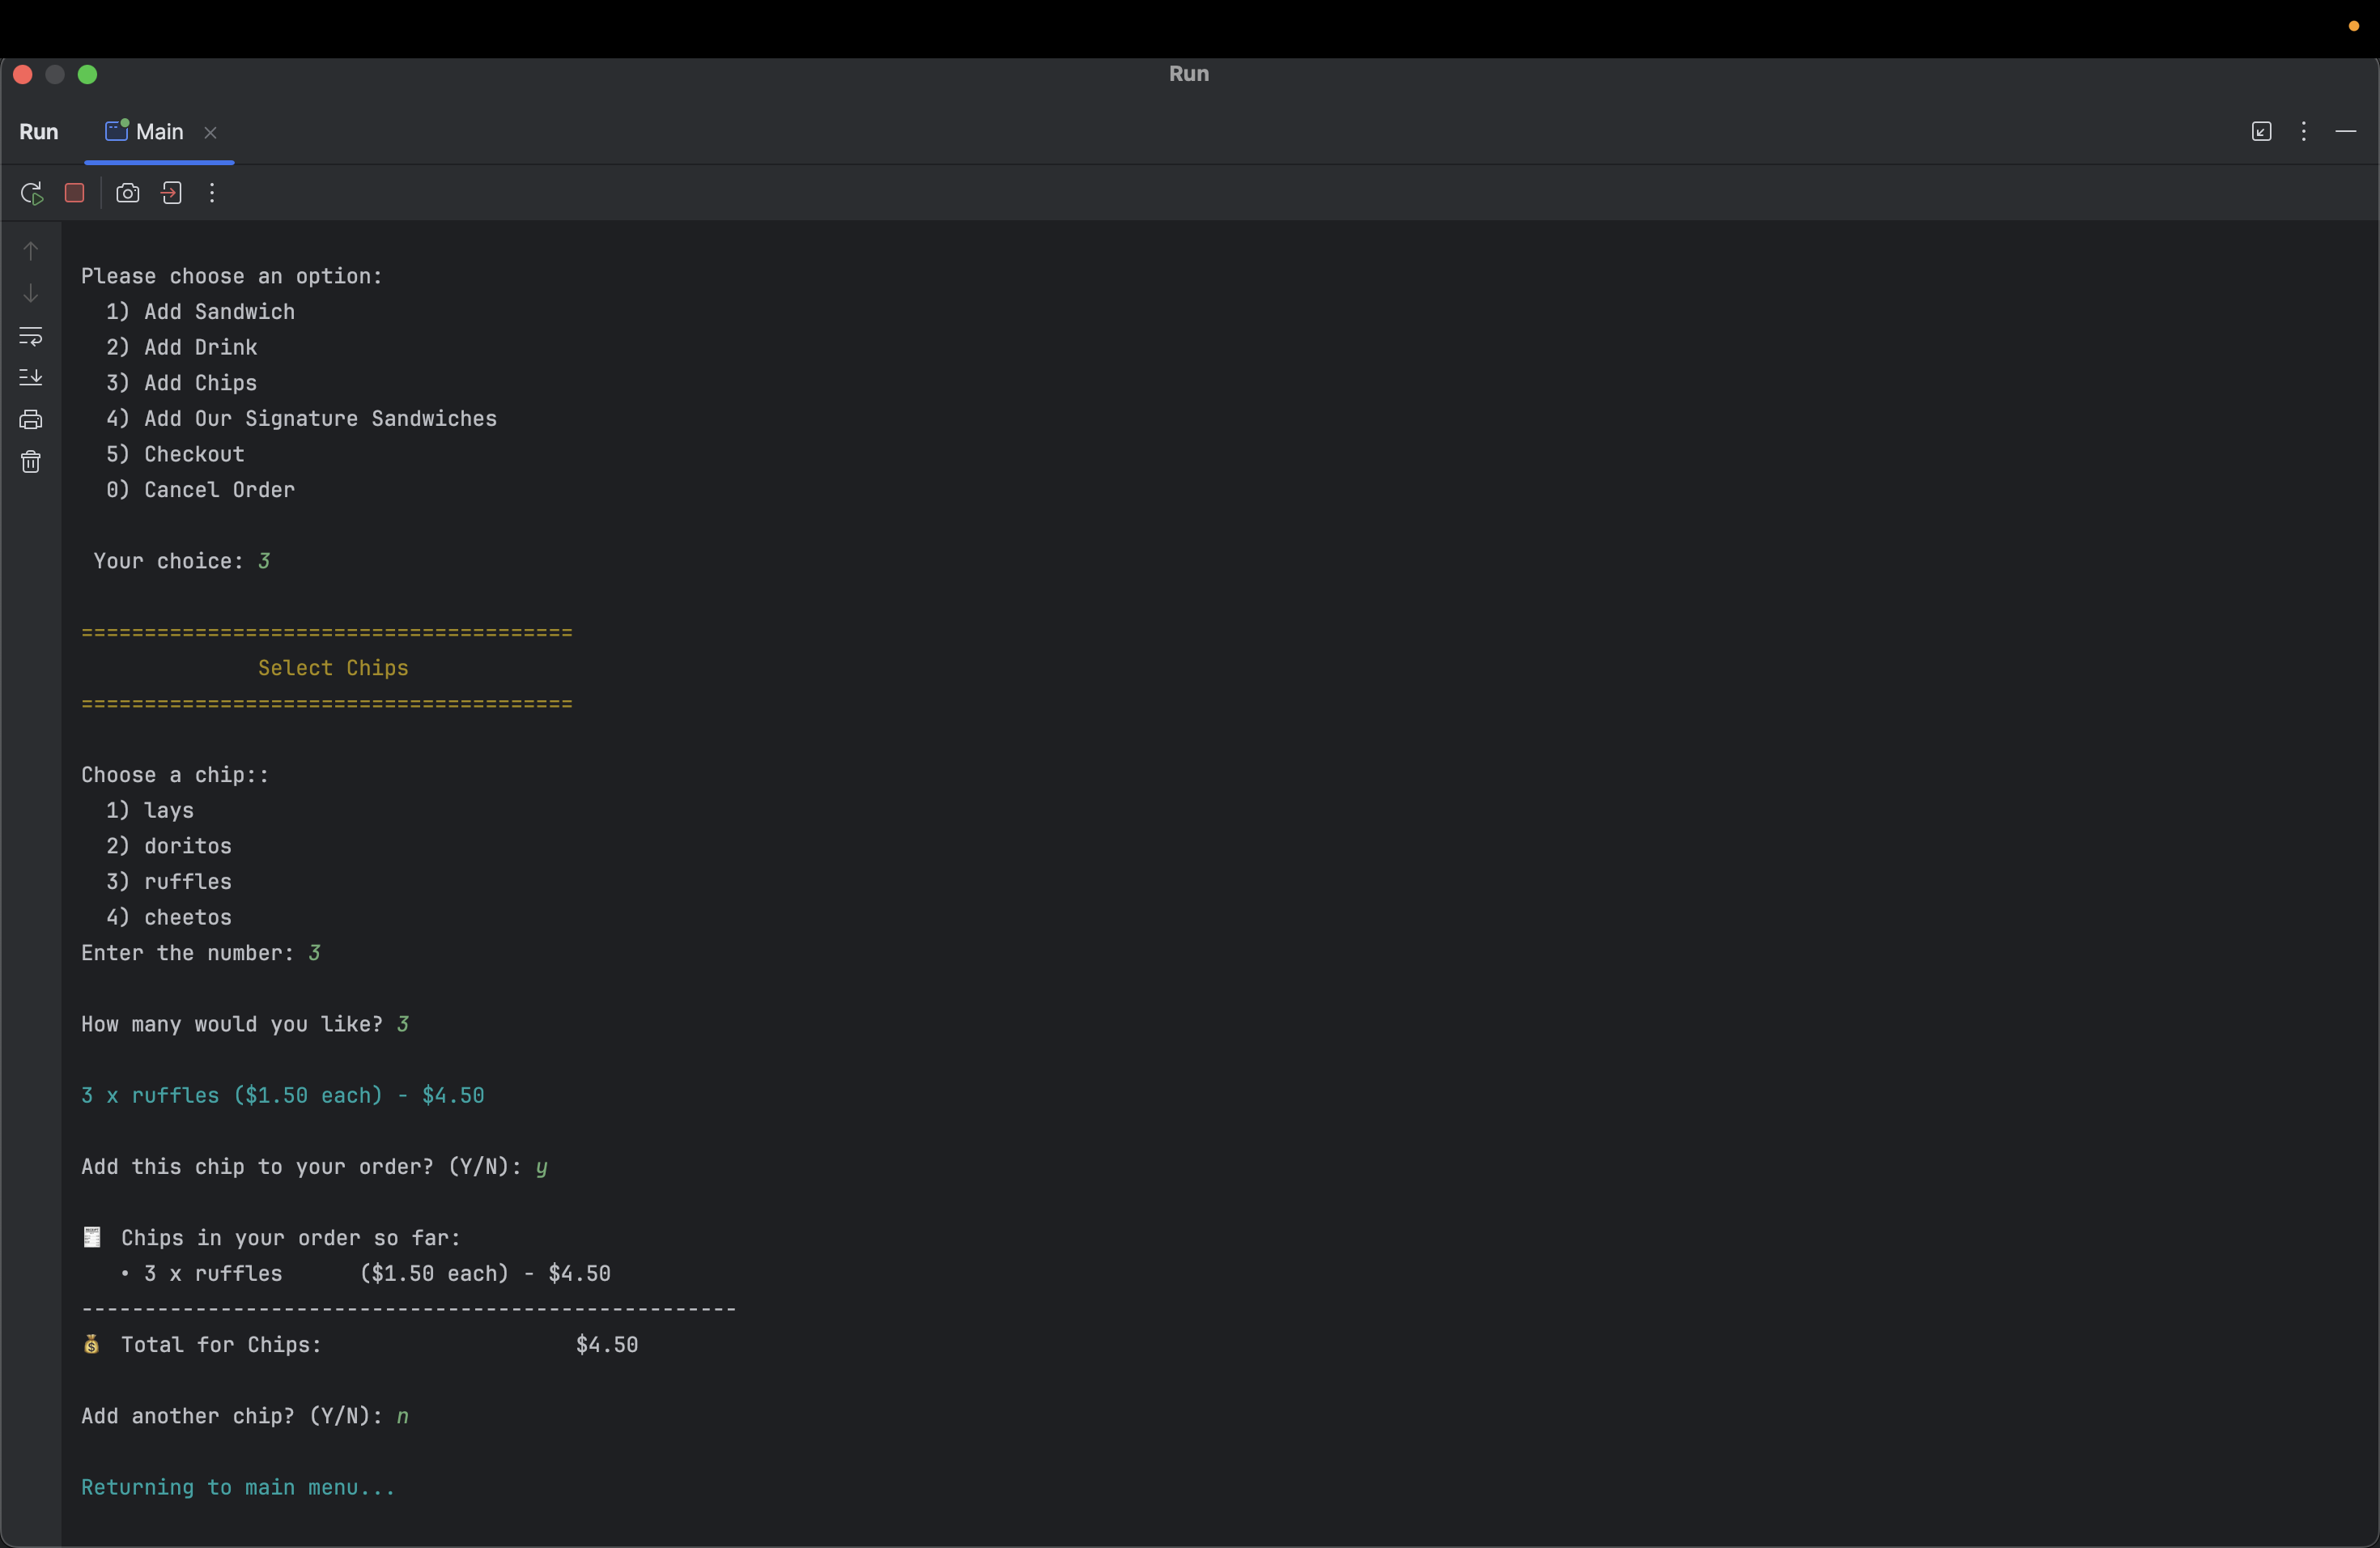 Run
Run Main
Please choose an option:
1) Add Sandwich
2) Add Drink
3) Add Chips
4) Add Our Signature Sandwiches
5) Checkout
0) Cancel Order
Your choice: 3
=======================================
Select Chips
=======================================
Choose a chip::
1) lays
2) doritos
3) ruffles
4) cheetos
Enter the number: 3
How many would you like? 3
3 x ruffles ($1.50 each) - $4.50
Add this chip to your order? (Y/N): y
🧾 Chips in your order so far:
• 3 x ruffles ($1.50 each) - $4.50
----------------------------------------------------
💰 Total for Chips: $4.50
Add another chip? (Y/N): n
Returning to main menu...